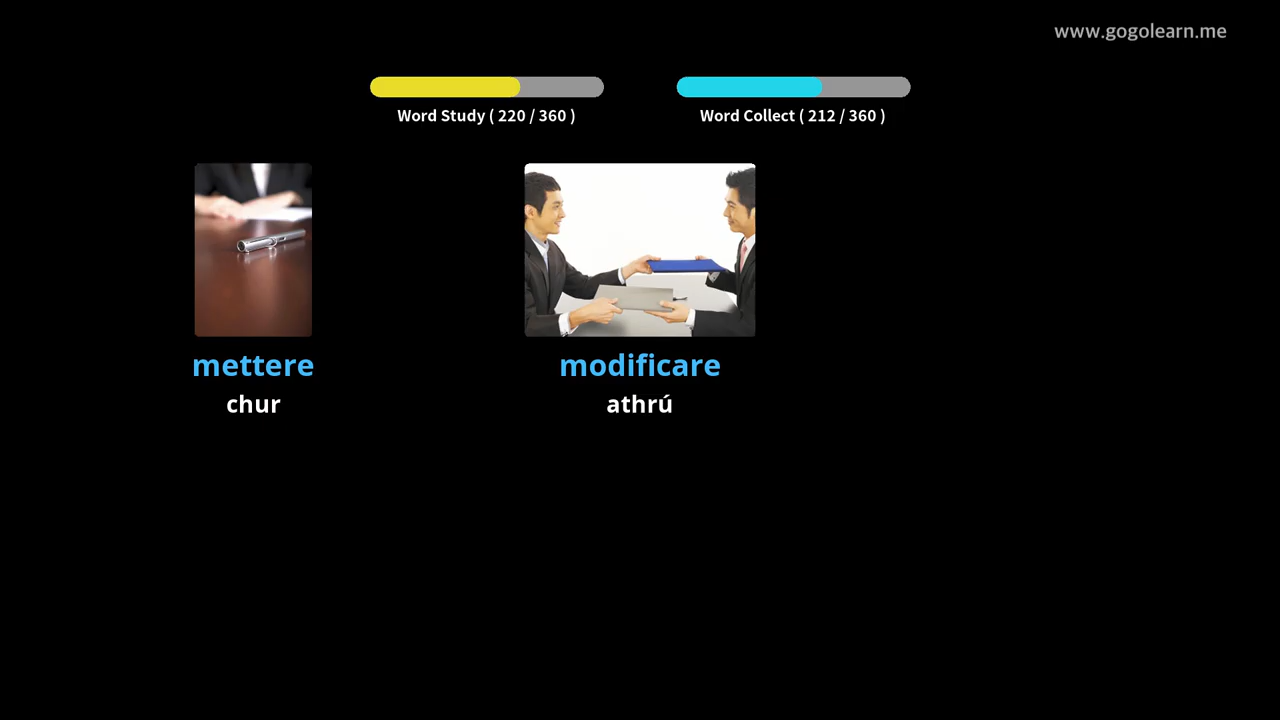 www.gogolearn.me
Word Study ( 220 / 360 )
Word Collect ( 212 / 360 )
mettere
chur
modificare
athrú